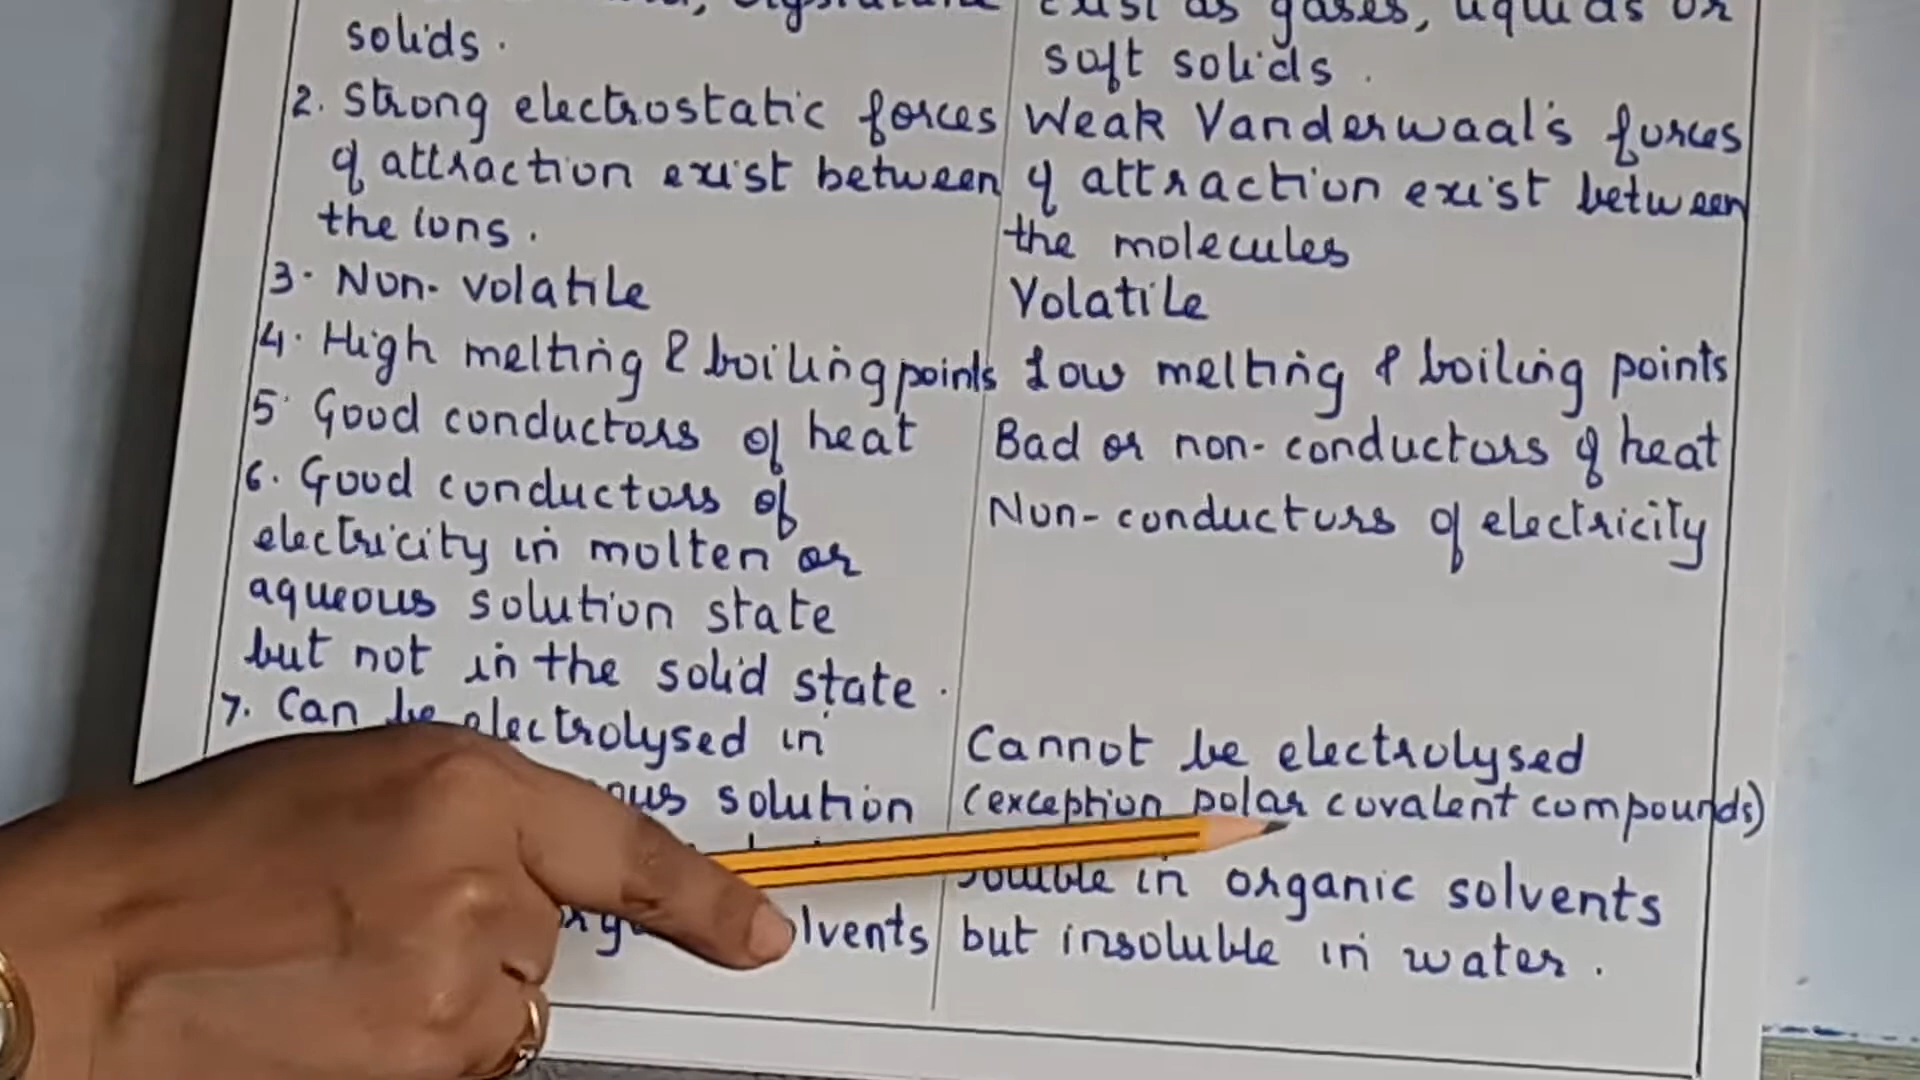 solids.
2. Strong electrostatic forces
of attraction exist between
the ions.
3. Non-volatile
4. High melting & boiling points
5. Good conductors of heat
6. Good conductors of
electricity in molten or
aqueous solution state
but not in the solid state.
7. Can be electrolysed in
solution
exist as gases, liquids or
soft solids.
Weak Vanderwaal's forces
of attraction exist between
the molecules
Volatile
Low melting & boiling points
Bad or non-conductors of heat
Non-conductors of electricity
Cannot be electrolysed
(exception polar covalent compounds)
soluble in organic solvents
but insoluble in water.